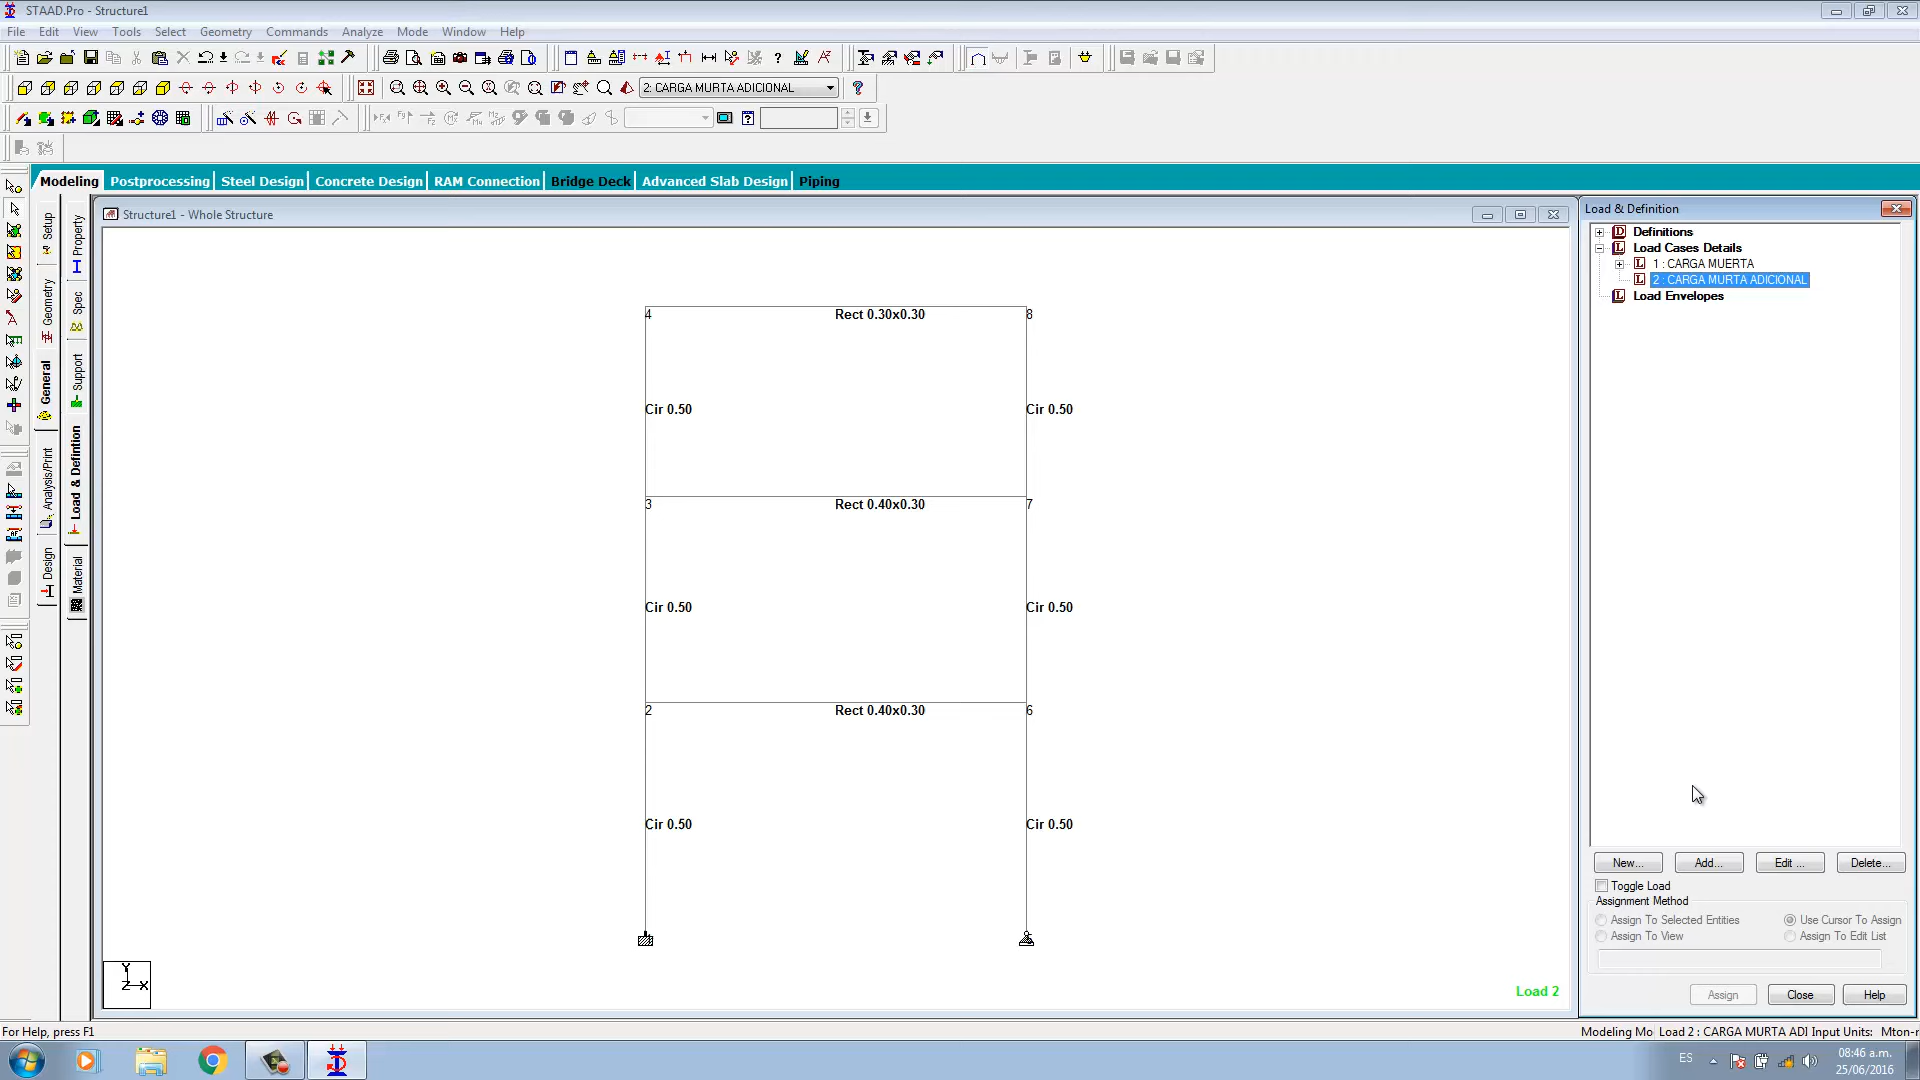 STAAD.Pro - Structure1
File Edit View Tools Select Geometry Commands Analyze Mode Window Help
2: CARGA MURTA ADICIONAL
Modeling Postprocessing Steel Design Concrete Design RAM Connection Bridge Deck Advanced Slab Design Piping
Setup
Geometry
General
Analysis/Print
Design
Property
Spec
Support
Load & Definition
Material
Structure1 - Whole Structure
4 Rect 0.30x0.30 8
Cir 0.50 Cir 0.50
3 Rect 0.40x0.30 7
Cir 0.50 Cir 0.50
2 Rect 0.40x0.30 6
Cir 0.50 Cir 0.50
Y
Z X
Load 2
Load & Definition
Definitions
Load Cases Details
1 : CARGA MUERTA
2 : CARGA MURTA ADICIONAL
Load Envelopes
New... Add... Edit ... Delete...
Toggle Load
Assignment Method
Assign To Selected Entities Use Cursor To Assign
Assign To View Assign To Edit List
Assign Close Help
For Help, press F1 Modeling Mo Load 2 : CARGA MURTA ADI Input Units: Mton-
ES 08:46 a.m.
25/06/2016